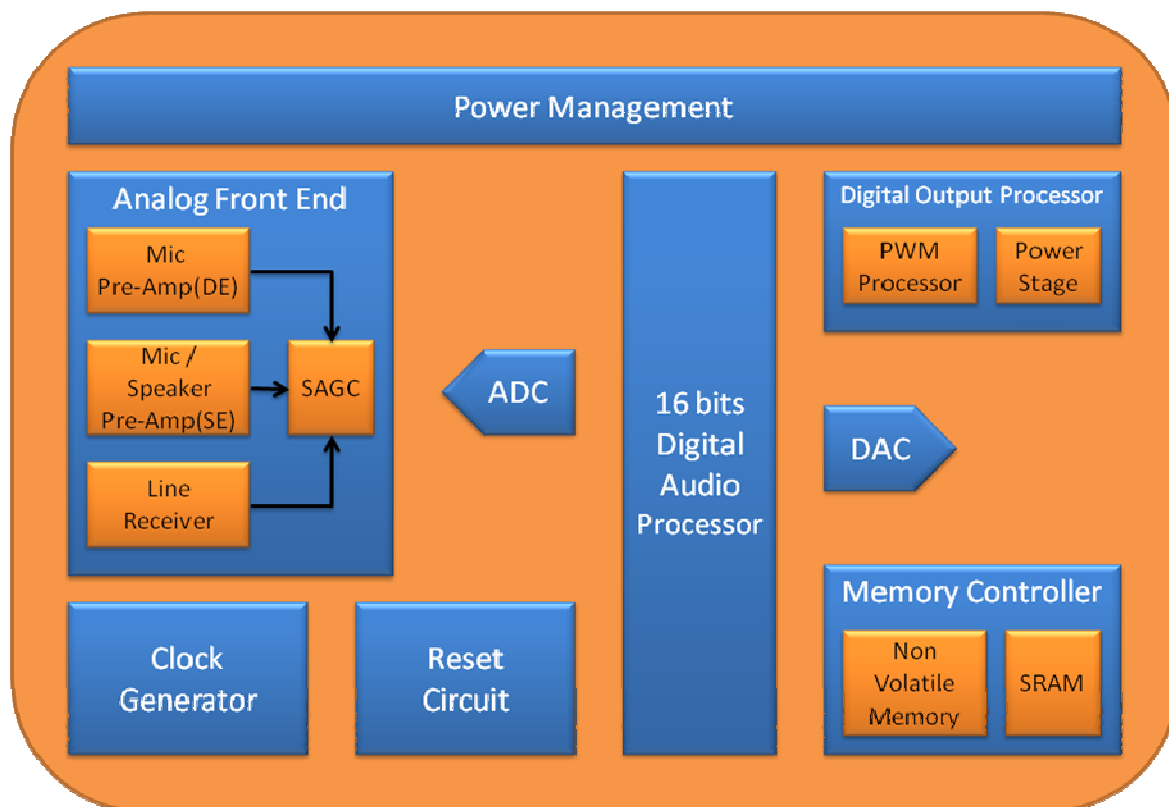 Power Management
Analog Front End
Mic
Pre-Amp(DE)
Mic /
Speaker
Pre-Amp(SE)
SAGC
Line
Receiver
ADC
16 bits
Digital
Audio
Processor
Digital Output Processor
PWM
Processor
Power
Stage
DAC
Memory Controller
Non
Volatile
Memory
SRAM
Clock
Generator
Reset
Circuit